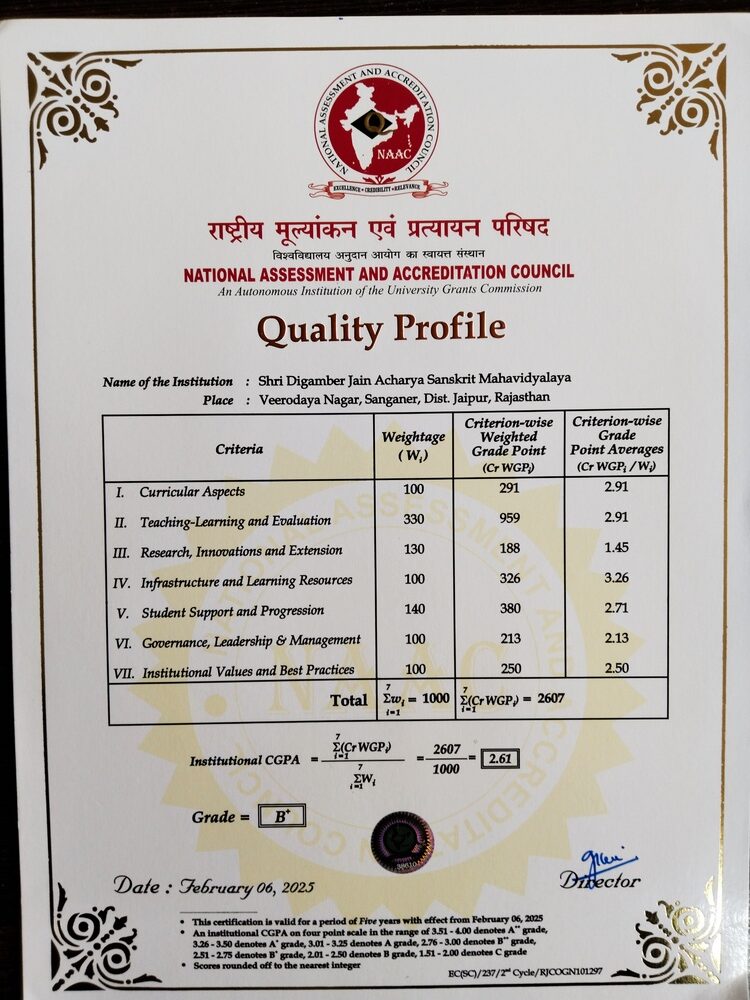 NATIONAL ASSESSMENT AND ACCREDITATION COUNCIL
Q
NAAC
EXCELLENCE • CREDIBILITY • RELEVANCE
राष्ट्रीय मूल्यांकन एवं प्रत्यायन परिषद
विश्वविद्यालय अनुदान आयोग का स्वायत्त संस्थान
NATIONAL ASSESSMENT AND ACCREDITATION COUNCIL
An Autonomous Institution of the University Grants Commission
Quality Profile
Name of the Institution : Shri Digamber Jain Acharya Sanskrit Mahavidyalaya
Place : Veerodaya Nagar, Sanganer, Dist. Jaipur, Rajasthan
Criteria | Weightage (Wi) | Criterion-wise Weighted Grade Point (Cr WGPi) | Criterion-wise Grade Point Averages (Cr WGPi / Wi)
I. Curricular Aspects 100 291 2.91
II. Teaching-Learning and Evaluation 330 959 2.91
III. Research, Innovations and Extension 130 188 1.45
IV. Infrastructure and Learning Resources 100 326 3.26
V. Student Support and Progression 140 380 2.71
VI. Governance, Leadership & Management 100 213 2.13
VII. Institutional Values and Best Practices 100 250 2.50
Total 7 Σwi = 1000 i=1 7 Σ(Cr WGPi) = 2607 i=1
Institutional CGPA = 7 Σ(Cr WGPi) i=1 / 7 ΣWi i=1 = 2607 / 1000 = 2.61
Grade = B+
38610
Date : February 06, 2025
Director
• This certification is valid for a period of Five years with effect from February 06, 2025
• An institutional CGPA on four point scale in the range of 3.51 - 4.00 denotes A++ grade,
3.26 - 3.50 denotes A+ grade, 3.01 - 3.25 denotes A grade, 2.76 - 3.00 denotes B++ grade,
2.51 - 2.75 denotes B+ grade, 2.01 - 2.50 denotes B grade, 1.51 - 2.00 denotes C grade
• Scores rounded off to the nearest integer
EC(SC)/237/2nd Cycle/RJCOGN101297